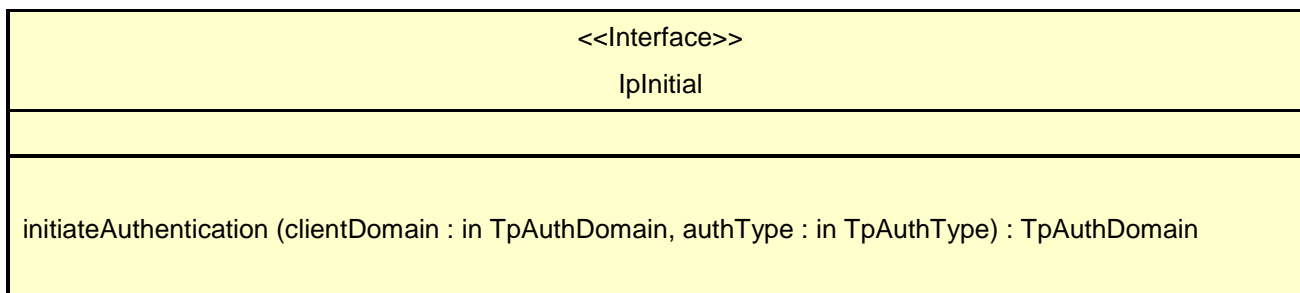 <<Interface>>
IpInitial
initiateAuthentication (clientDomain : in TpAuthDomain, authType : in TpAuthType) : TpAuthDomain